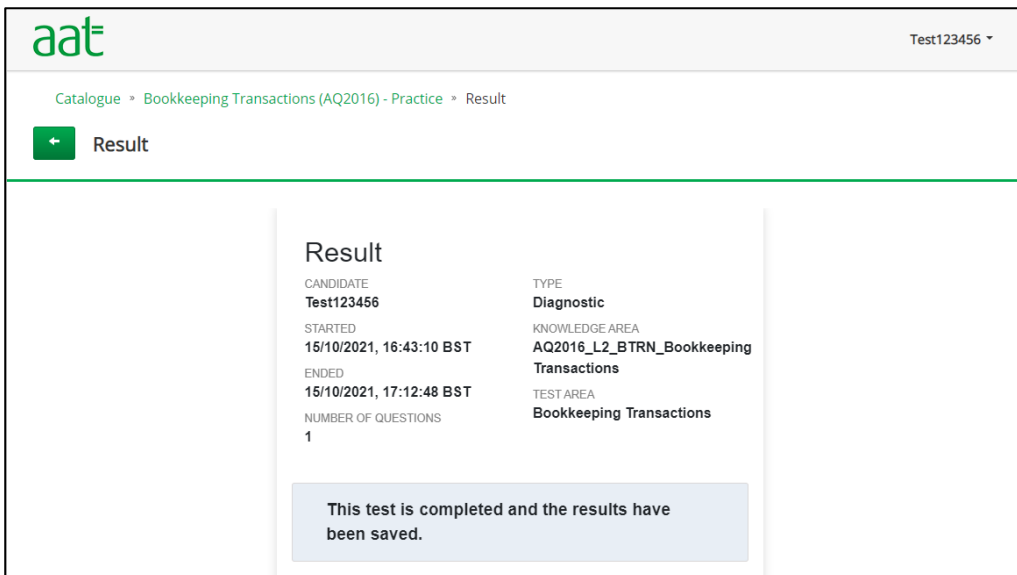 aat
Test123456
Catalogue » Bookkeeping Transactions (AQ2016) - Practice » Result
Result
Result
CANDIDATE
Test123456
STARTED
15/10/2021, 16:43:10 BST
ENDED
15/10/2021, 17:12:48 BST
NUMBER OF QUESTIONS
1
TYPE
Diagnostic
KNOWLEDGE AREA
AQ2016_L2_BTRN_Bookkeeping
Transactions
TEST AREA
Bookkeeping Transactions
This test is completed and the results have
been saved.